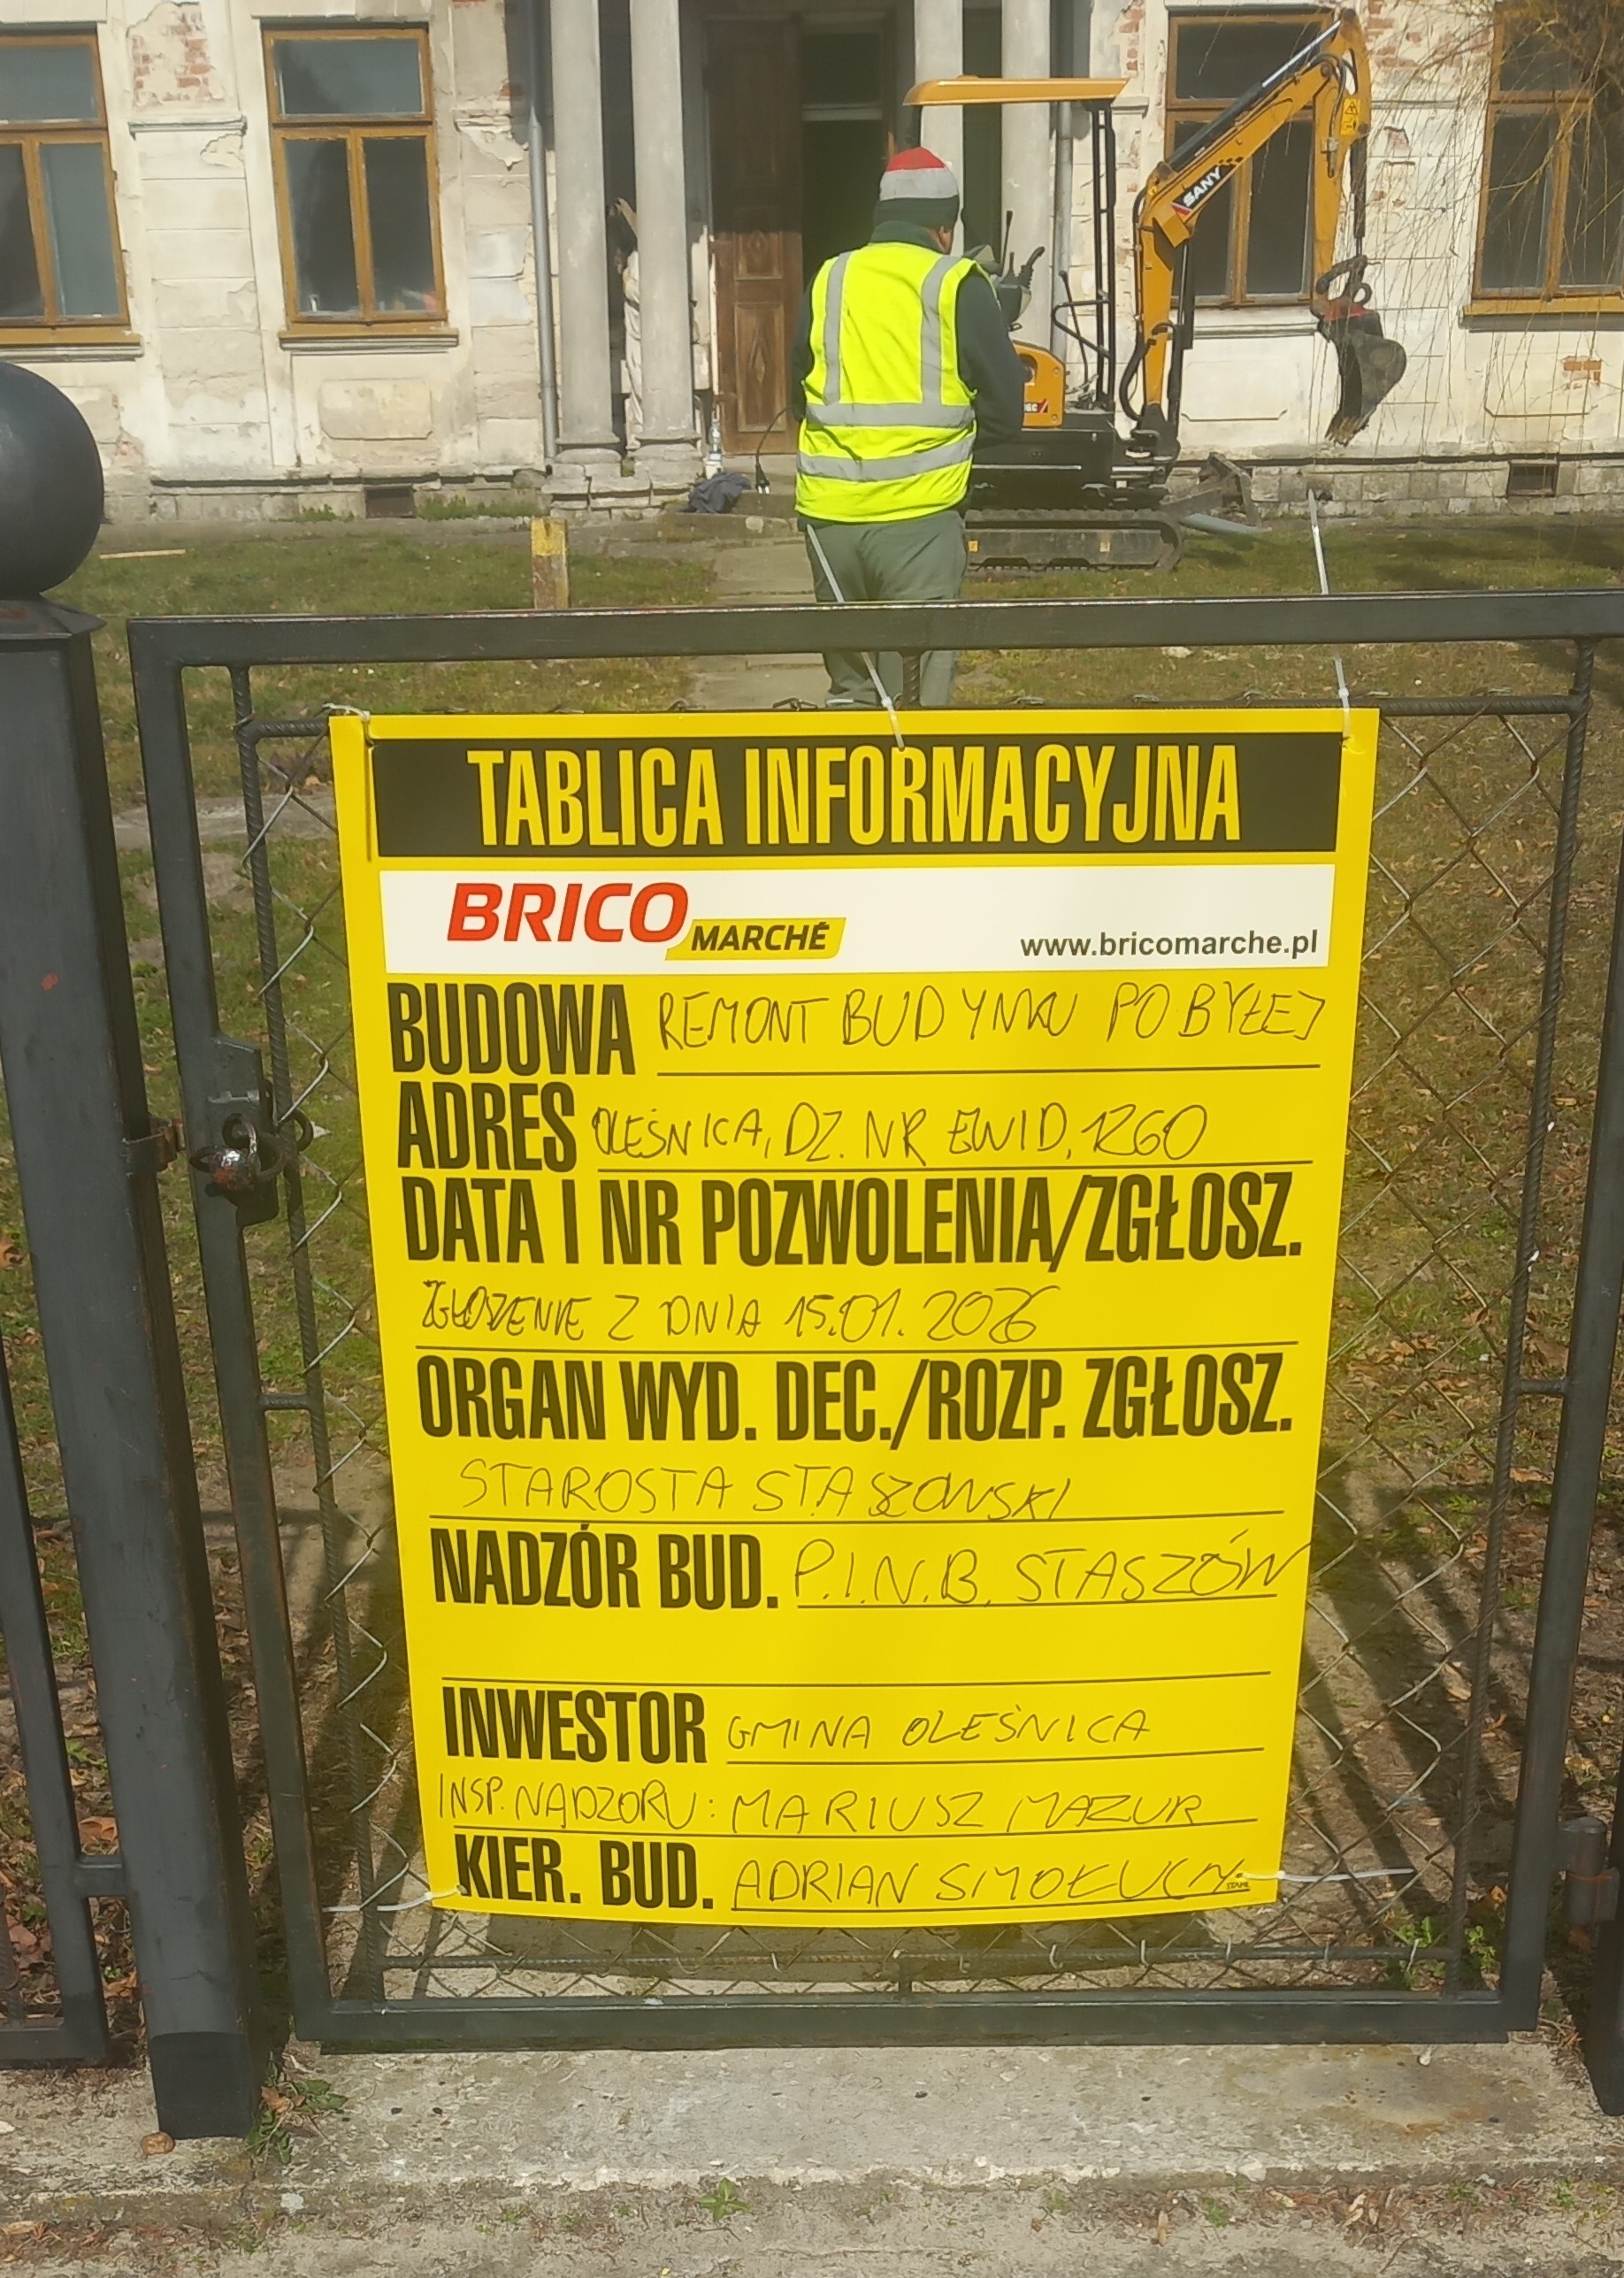 SANY
TABLICA INFORMACYJNA
BRICO MARCHÉ www.bricomarche.pl
BUDOWA REMONT BUDYNKU PO BYŁEJ
ADRES OLEŚNICA, DZ. NR EWID. 1260
DATA I NR POZWOLENIA/ZGŁOSZ.
ZGŁOSZENIE Z DNIA 15.01.2026
ORGAN WYD. DEC./ROZP. ZGŁOSZ.
STAROSTA STASZOWSKI
NADZÓR BUD. P.I.N.B. STASZÓW
INWESTOR GMINA OLEŚNICA
INSP. NADZORU: MARIUSZ MAZUR
KIER. BUD. ADRIAN SMOŁUCH